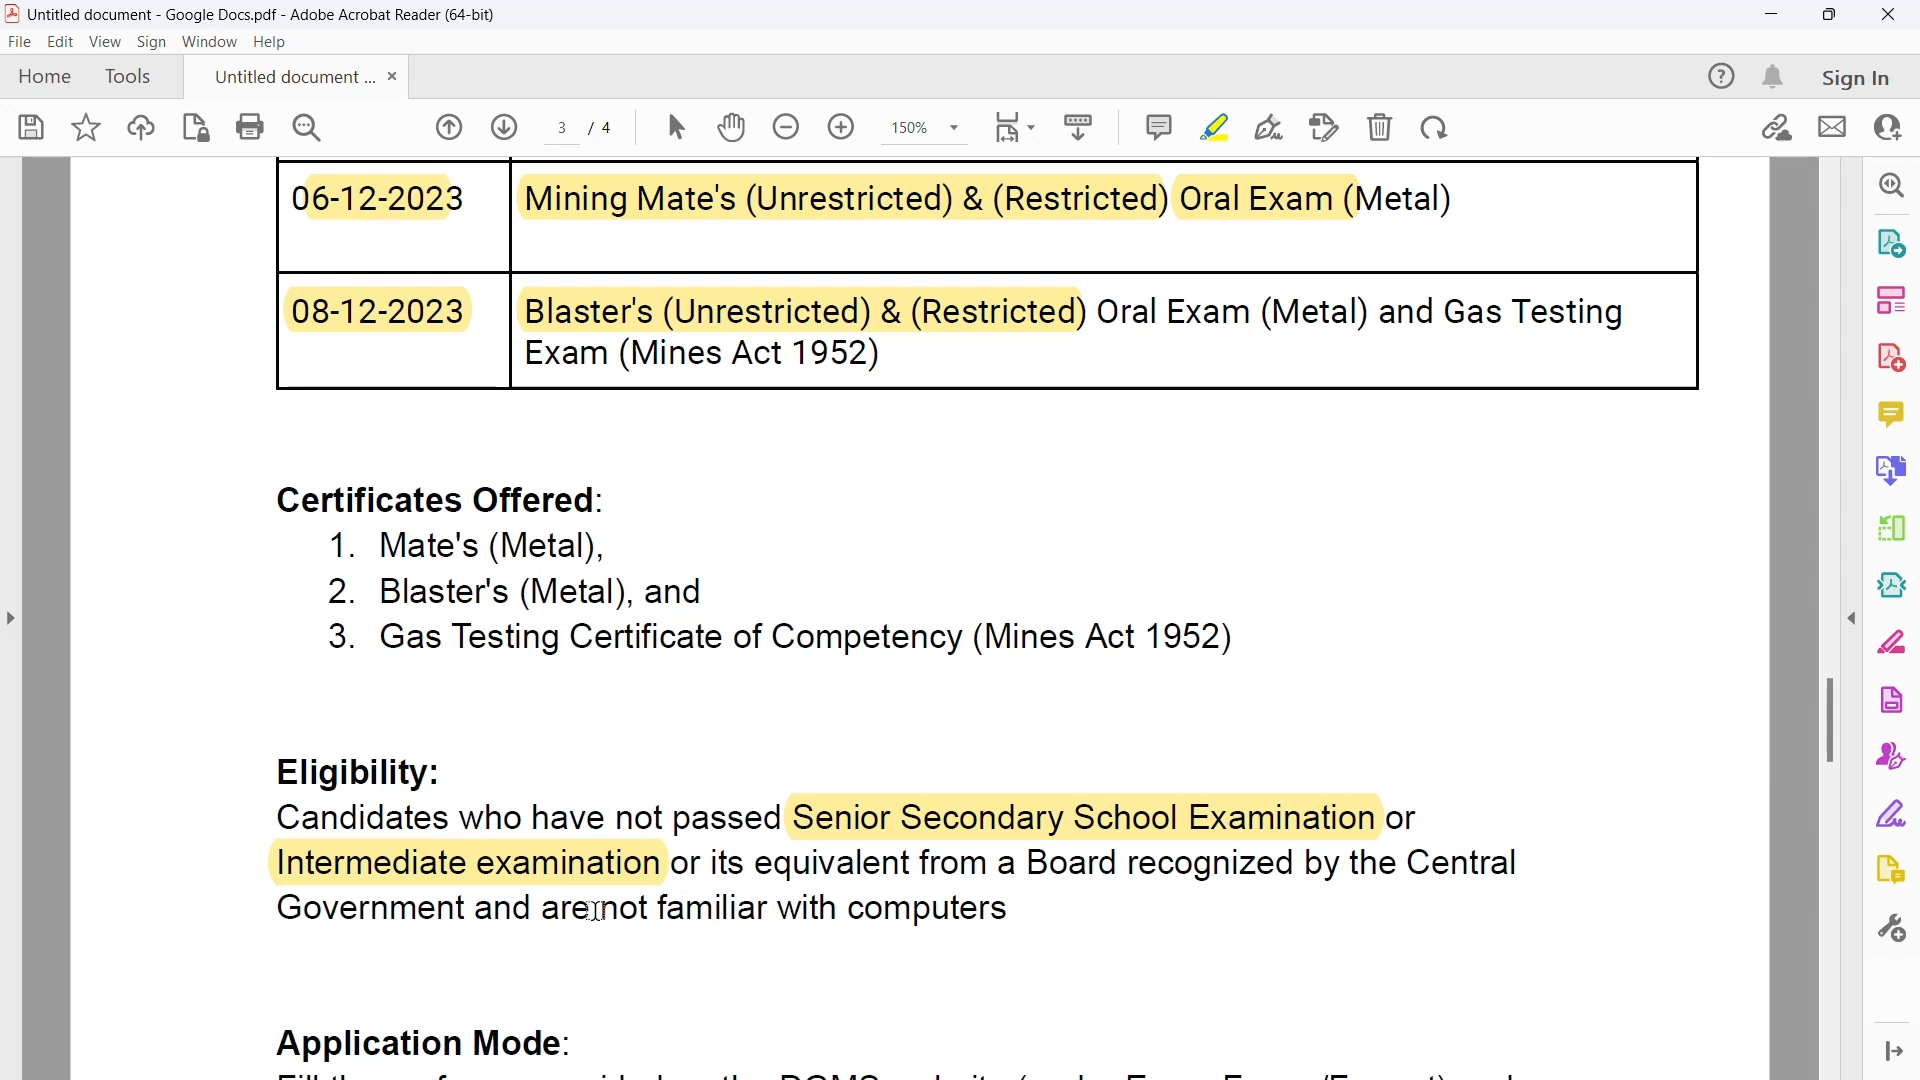 Untitled document - Google Docs.pdf - Adobe Acrobat Reader (64-bit)
File Edit View Sign Window Help
Home Tools Untitled document ... × Sign In
3 / 4 150%
06-12-2023 Mining Mate's (Unrestricted) & (Restricted) Oral Exam (Metal)
08-12-2023 Blaster's (Unrestricted) & (Restricted) Oral Exam (Metal) and Gas Testing
Exam (Mines Act 1952)
Certificates Offered:
1. Mate's (Metal),
2. Blaster's (Metal), and
3. Gas Testing Certificate of Competency (Mines Act 1952)
Eligibility:
Candidates who have not passed Senior Secondary School Examination or
Intermediate examination or its equivalent from a Board recognized by the Central
Government and are not familiar with computers
Application Mode: